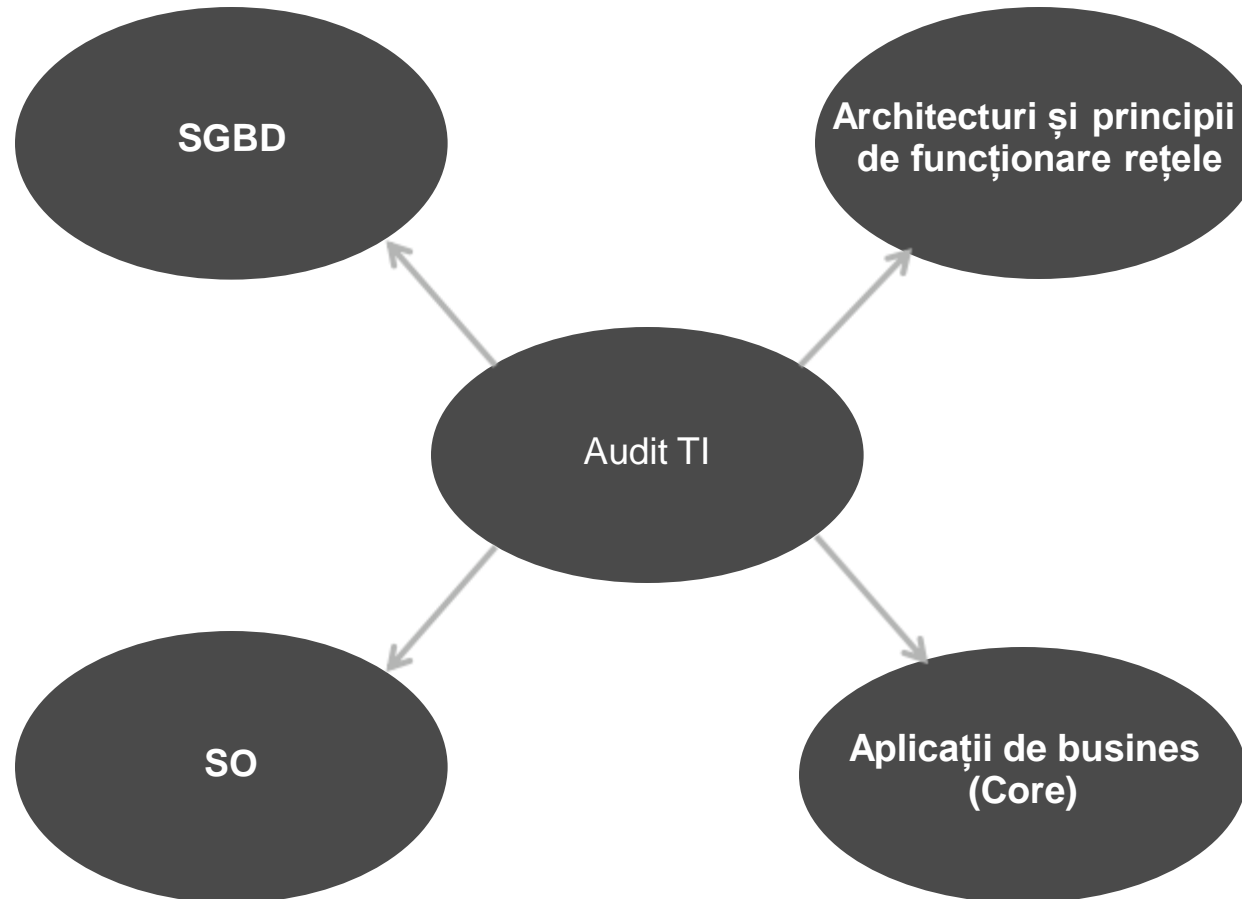 SGBD
Architecturi și principii
de funcționare rețele
Audit TI
SO
Aplicații de busines
(Core)